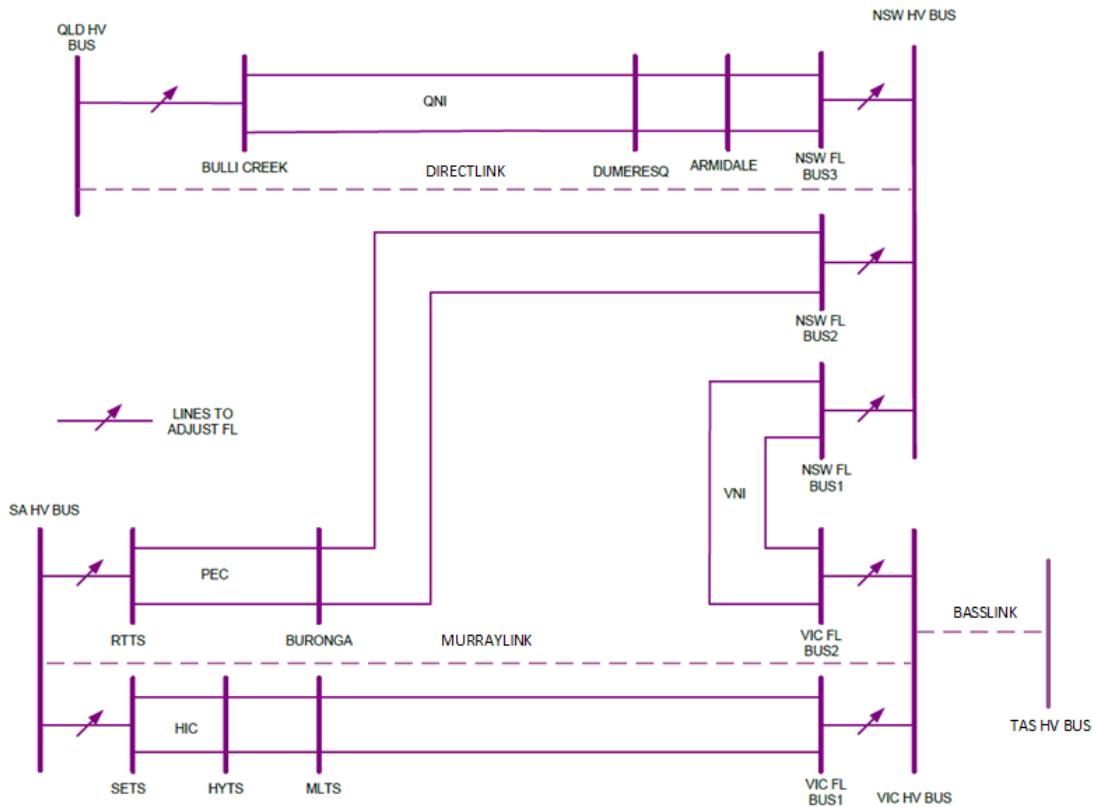 NSW HV BUS
QLD HV
BUS
QNI
BULLI CREEK
DIRECTLINK
DUMERESQ
ARMIDALE
NSW FL
BUS3
NSW FL
BUS2
LINES TO
ADJUST FL
NSW FL
BUS1
VNI
SA HV BUS
PEC
BASSLINK
RTTS
BURONGA
MURRAYLINK
VIC FL
BUS2
HIC
TAS HV BUS
SETS
HYTS
MLTS
VIC FL
BUS1
VIC HV BUS